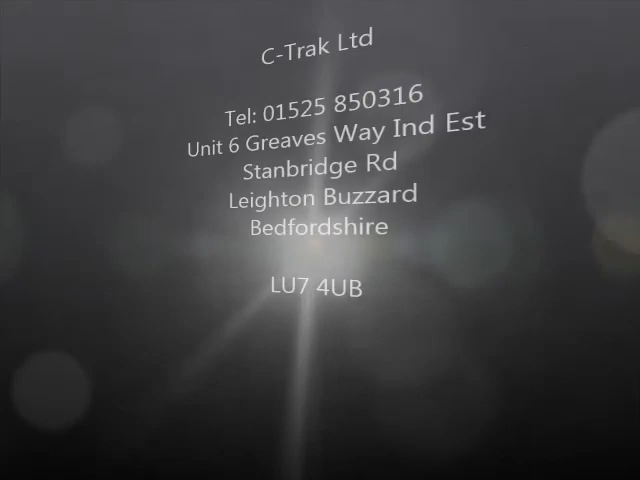 C-Trak Ltd
Tel: 01525 850316
Unit 6 Greaves Way Ind Est
Stanbridge Rd
Leighton Buzzard
Bedfordshire
LU7 4UB